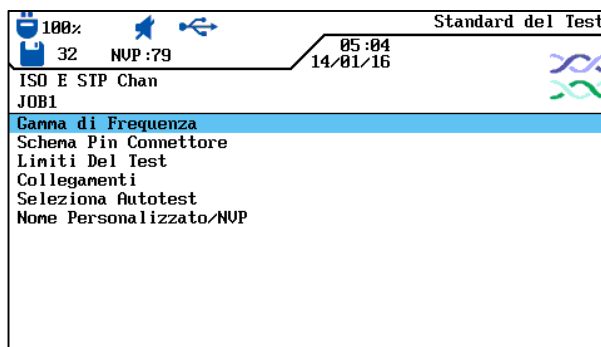 100% Standard del Test
32 NVP:79 05:04
14/01/16
ISO E STP Chan
JOB1
Gamma di Frequenza
Schema Pin Connettore
Limiti Del Test
Collegamenti
Seleziona Autotest
Nome Personalizzato/NVP